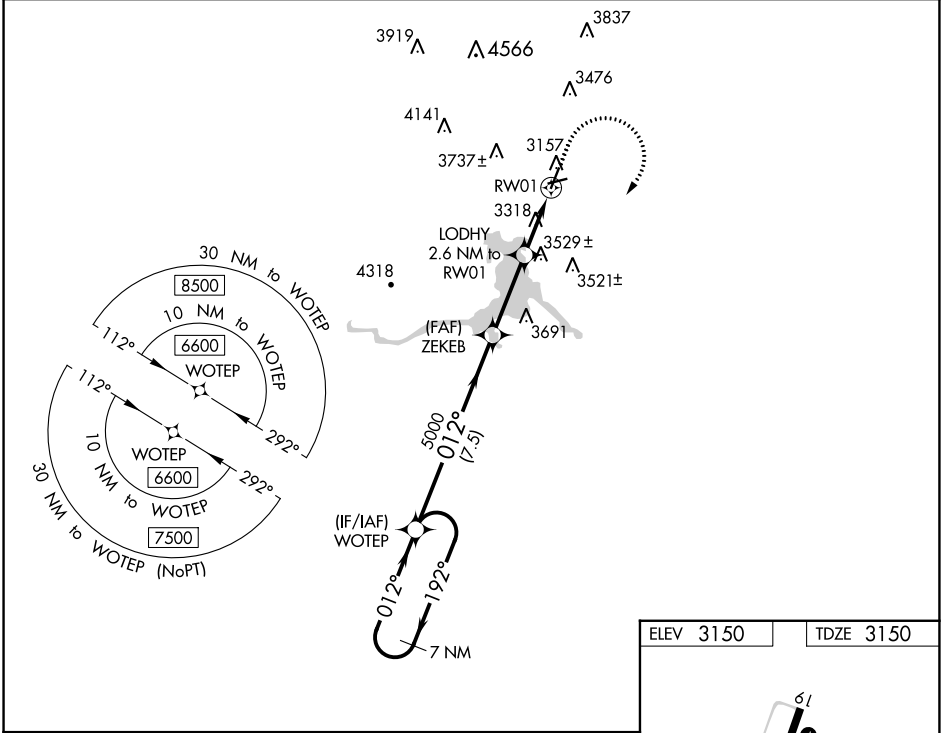 3919
4566
3837
3476
4141
3737±
3157
RW01
3318
LODHY
2.6 NM to
RW01
3529±
3521±
4318
(FAF)
ZEKEB
3691
30 NM to WOTEP
8500
10 NM to WOTEP
6600
112°
WOTEP
292°
112°
WOTEP
292°
6600
10 NM to WOTEP
7500
30 NM to WOTEP (NoPT)
5000
012°
(7.5)
(IF/IAF)
WOTEP
012°
192°
7 NM
ELEV 3150
TDZE 3150
19